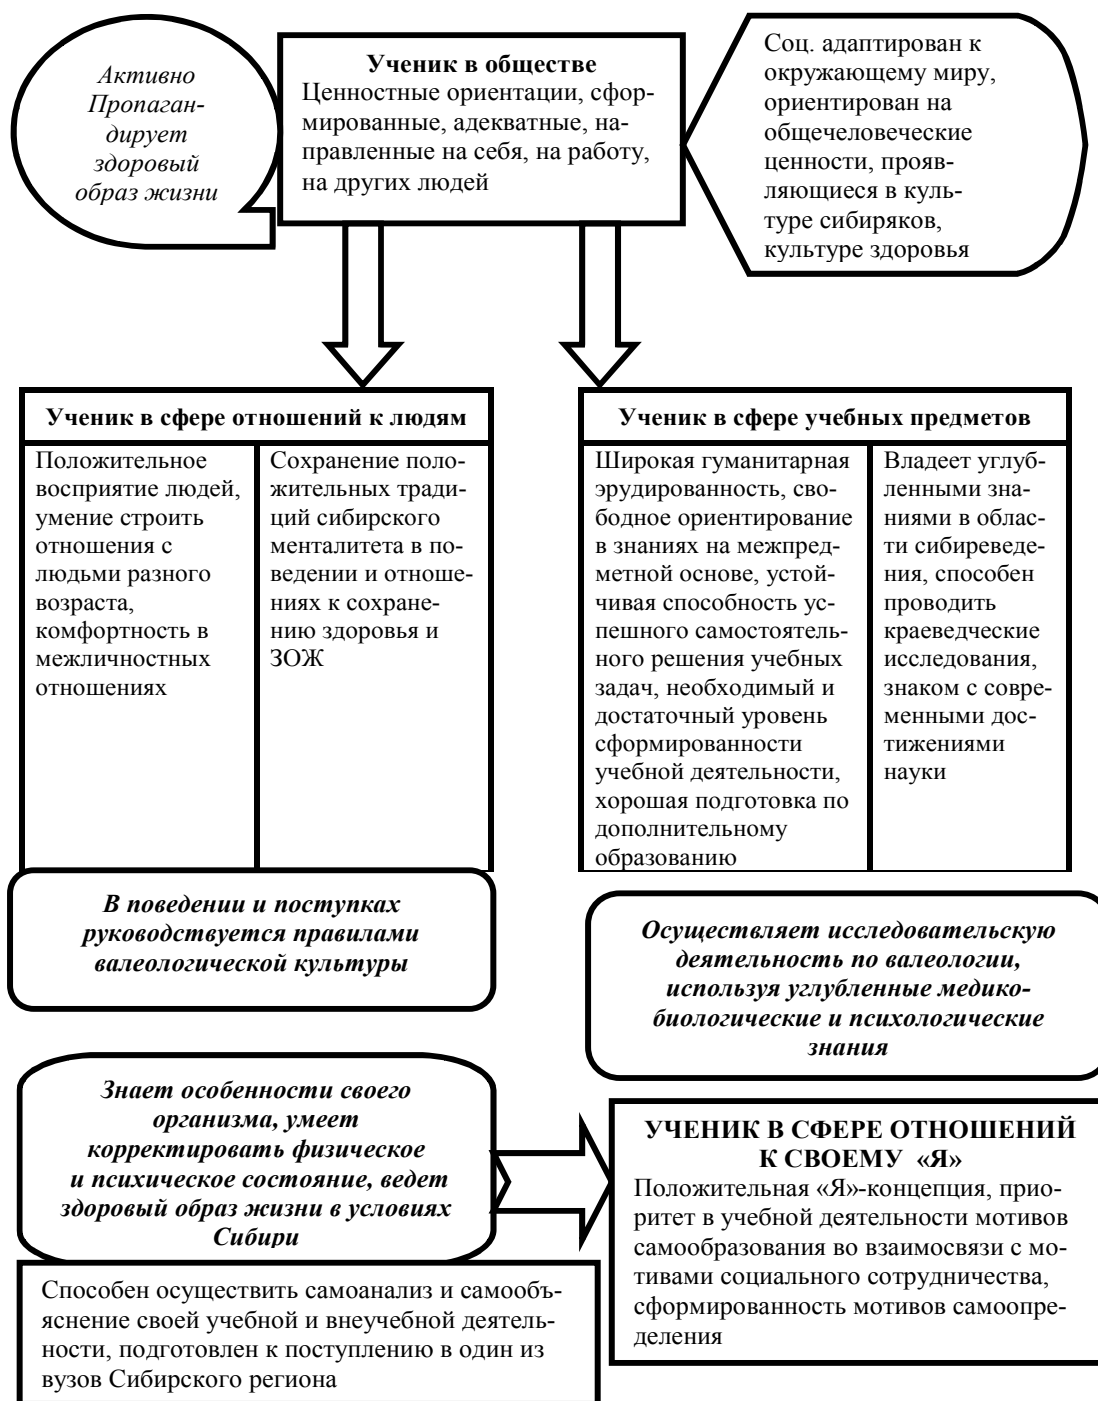 Активно
Пропаган-
дирует
здоровый
образ жизни
Ученик в обществе
Ценностные ориентации, сфор-
мированные, адекватные, на-
правленные на себя, на работу,
на других людей
Соц. адаптирован к
окружающему миру,
ориентирован на
общечеловеческие
ценности, прояв-
ляющиеся в куль-
туре сибиряков,
культуре здоровья
Ученик в сфере отношений к людям
Положительное
восприятие людей,
умение строить
отношения с
людьми разного
возраста,
комфортность в
межличностных
отношениях
Сохранение поло-
жительных тради-
ций сибирского
менталитета в по-
ведении и отноше-
ниях к сохране-
нию здоровья и
ЗОЖ
Ученик в сфере учебных предметов
Широкая гуманитарная
эрудированность, сво-
бодное ориентирование
в знаниях на межпред-
метной основе, устой-
чивая способность ус-
пешного самостоятель-
ного решения учебных
задач, необходимый и
достаточный уровень
сформированности
учебной деятельности,
хорошая подготовка по
дополнительному
образованию
Владеет углуб-
ленными зна-
ниями в облас-
ти сибиреведе-
ния, способен
проводить
краеведческие
исследования,
знаком с совре-
менными дос-
тижениями
науки
В поведении и поступках
руководствуется правилами
валеологической культуры
Осуществляет исследовательскую
деятельность по валеологии,
используя углубленные медико-
биологические и психологические
знания
Знает особенности своего
организма, умеет
корректировать физическое
и психическое состояние, ведет
здоровый образ жизни в условиях
Сибири
УЧЕНИК В СФЕРЕ ОТНОШЕНИЙ
К СВОЕМУ «Я»
Положительная «Я»-концепция, прио-
ритет в учебной деятельности мотивов
самообразования во взаимосвязи с мо-
тивами социального сотрудничества,
сформированность мотивов самоопре-
деления
Способен осуществить самоанализ и самообъ-
яснение своей учебной и внеучебной деятель-
ности, подготовлен к поступлению в один из
вузов Сибирского региона